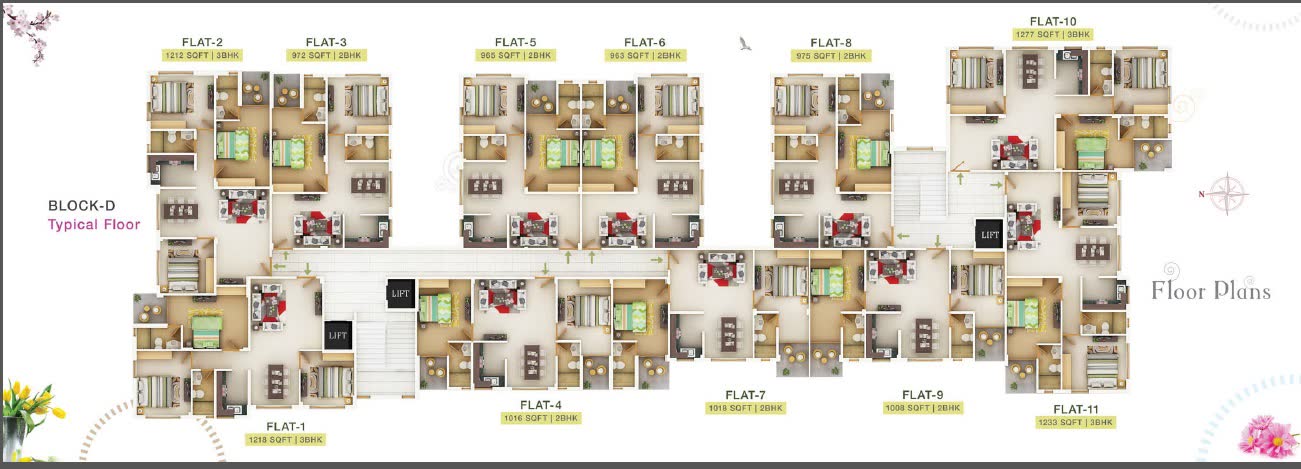 FLAT-2
1212 SQFT | 3BHK
FLAT-3
972 SQFT | 2BHK
FLAT-5
965 SQFT | 2BHK
FLAT-6
963 SQFT | 2BHK
FLAT-8
975 SQFT | 2BHK
FLAT-10
1277 SQFT | 3BHK
BLOCK-D
Typical Floor
N
LIFT
LIFT
LIFT
Floor Plans
FLAT-1
1218 SQFT | 3BHK
FLAT-4
1016 SQFT | 2BHK
FLAT-7
1018 SQFT | 2BHK
FLAT-9
1008 SQFT | 2BHK
FLAT-11
1233 SQFT | 3BHK